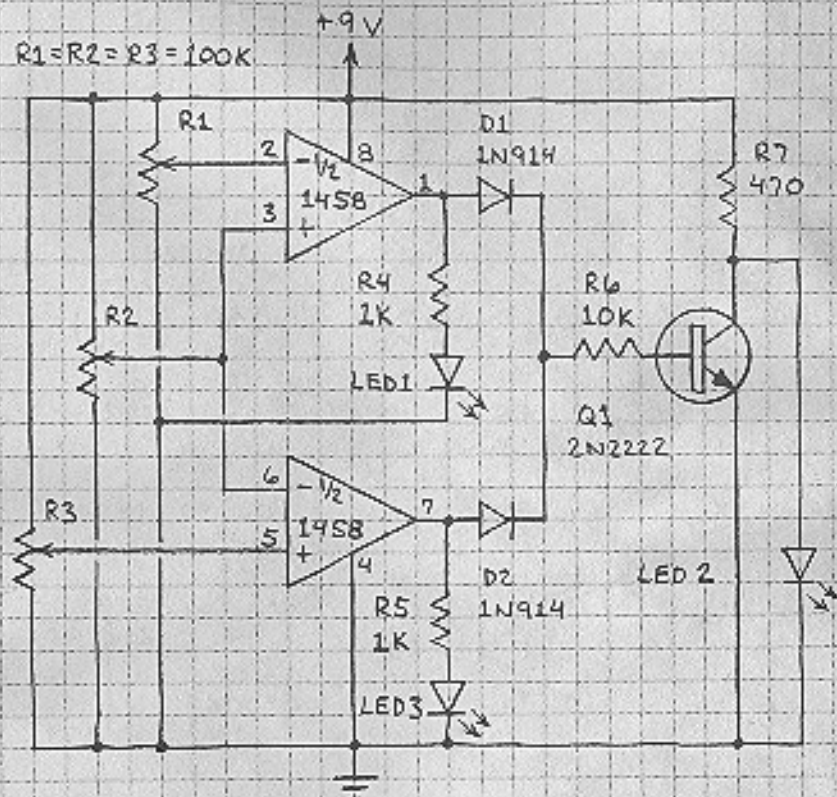 +9V
R1=R2=R3=100K
R1
D1
1N914
R7
470
2
8
-
1/2
1458
1
3
+
R4
1K
R6
10K
R2
LED1
Q1
2N2222
6
-
1/2
1458
7
R3
5
+
4
D2
1N914
LED 2
R5
1K
LED3